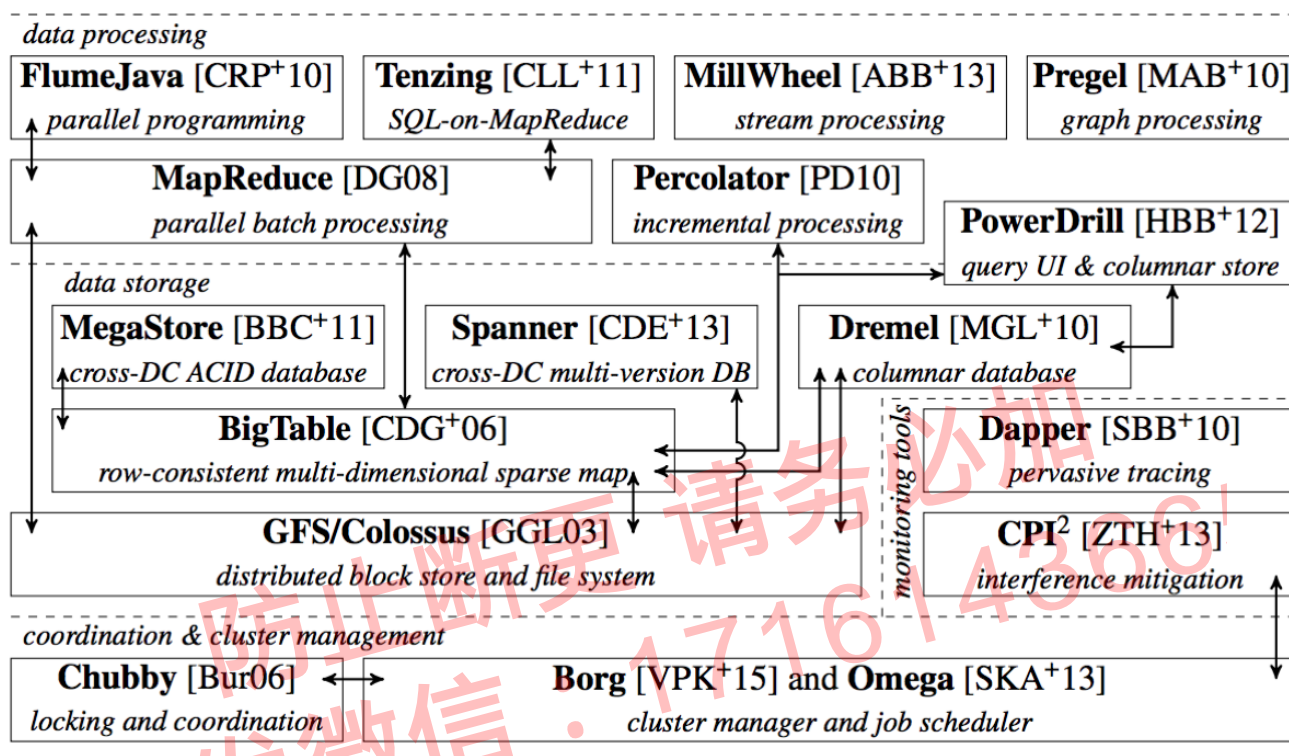 data processing
FlumeJava [CRP+10]
parallel programming
Tenzing [CLL+11]
SQL-on-MapReduce
MillWheel [ABB+13]
stream processing
Pregel [MAB+10]
graph processing
MapReduce [DG08]
parallel batch processing
Percolator [PD10]
incremental processing
PowerDrill [HBB+12]
query UI & columnar store
data storage
MegaStore [BBC+11]
cross-DC ACID database
Spanner [CDE+13]
cross-DC multi-version DB
Dremel [MGL+10]
columnar database
BigTable [CDG+06]
row-consistent multi-dimensional sparse map
GFS/Colossus [GGL03]
distributed block store and file system
monitoring tools
Dapper [SBB+10]
pervasive tracing
CPI2 [ZTH+13]
interference mitigation
coordination & cluster management
Chubby [Bur06]
locking and coordination
Borg [VPK+15] and Omega [SKA+13]
cluster manager and job scheduler
防止断更 请务必加
微信：171614366